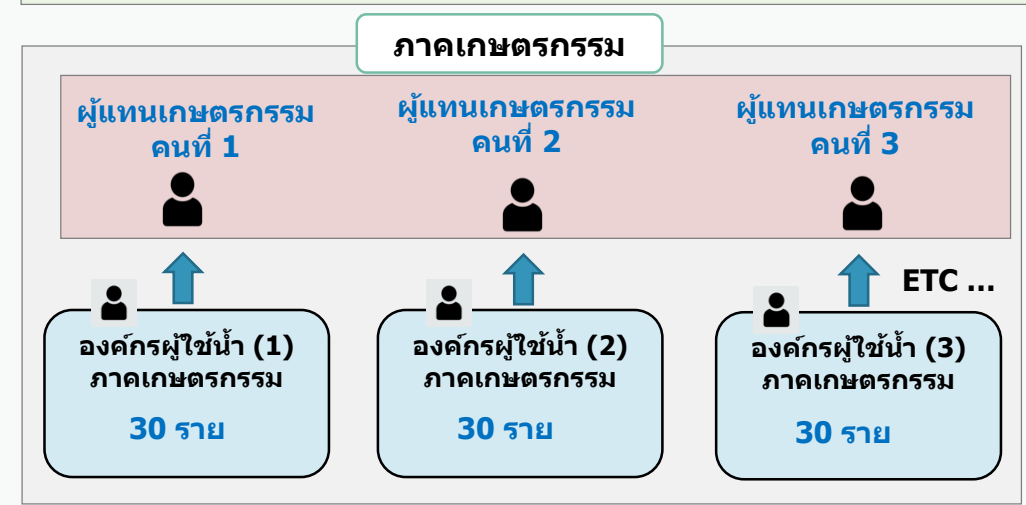 ภาคเกษตรกรรม
ผู้แทนเกษตรกรรม
คนที่ 1
ผู้แทนเกษตรกรรม
คนที่ 2
ผู้แทนเกษตรกรรม
คนที่ 3
ETC ...
องค์กรผู้ใช้น้ำ (1)
ภาคเกษตรกรรม
30 ราย
องค์กรผู้ใช้น้ำ (2)
ภาคเกษตรกรรม
30 ราย
องค์กรผู้ใช้น้ำ (3)
ภาคเกษตรกรรม
30 ราย